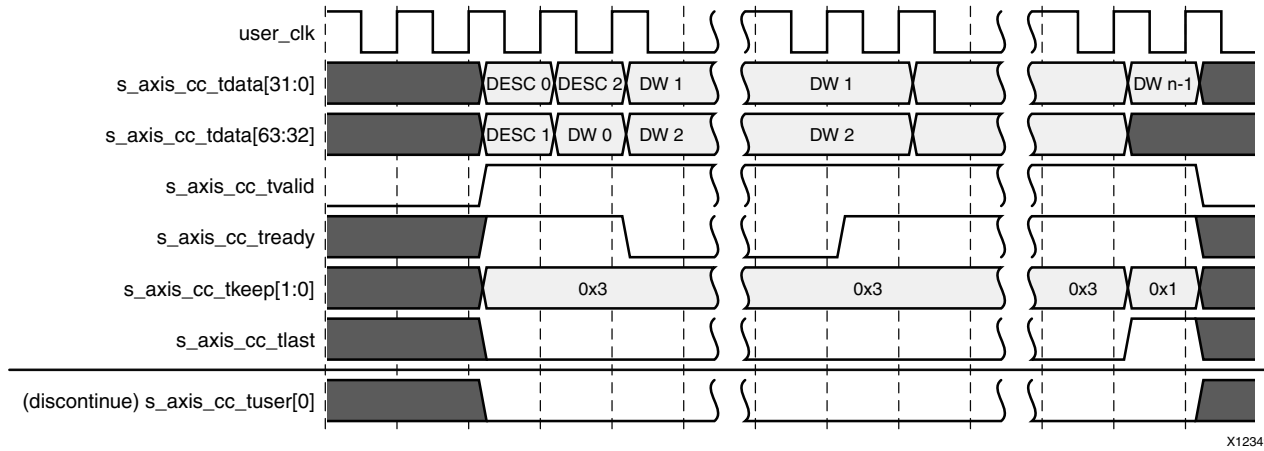 user_clk
s_axis_cc_tdata[31:0] DESC 0 DESC 2 DW 1 DW 1 DW n-1
s_axis_cc_tdata[63:32] DESC 1 DW 0 DW 2 DW 2
s_axis_cc_tvalid
s_axis_cc_tready
s_axis_cc_tkeep[1:0] 0x3 0x3 0x3 0x1
s_axis_cc_tlast
(discontinue) s_axis_cc_tuser[0]
X1234